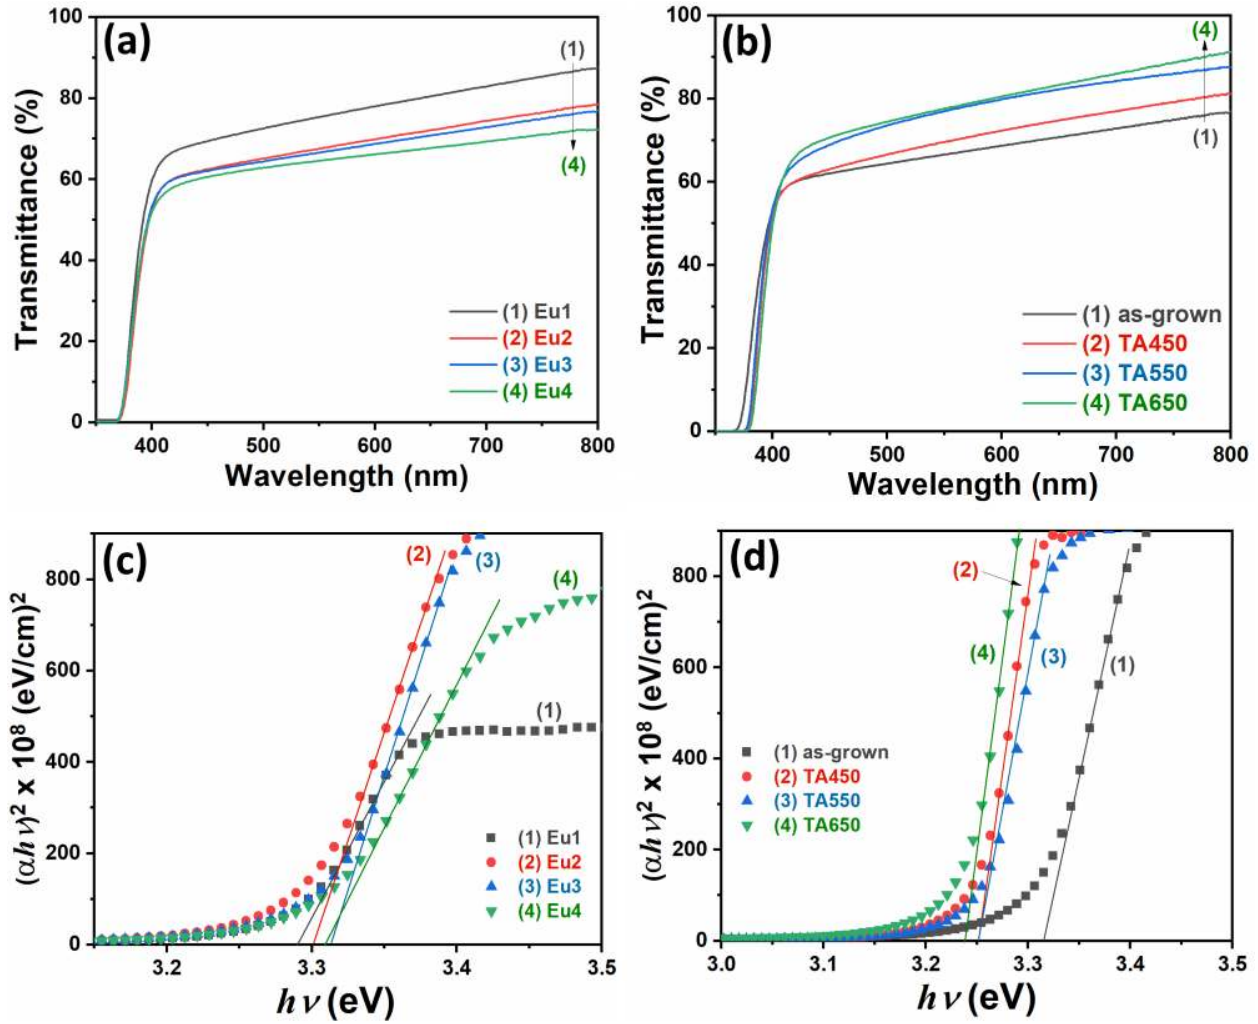 (a)
Transmittance (%)
100
80
60
40
20
0
(1)
(4)
(1) Eu1
(2) Eu2
(3) Eu3
(4) Eu4
400
500
600
700
800
Wavelength (nm)
(b)
Transmittance (%)
100
80
60
40
20
0
(4)
(1)
(1) as-grown
(2) TA450
(3) TA550
(4) TA650
400
500
600
700
800
Wavelength (nm)
(c)
(αhν)² x 10⁸ (eV/cm)²
800
600
400
200
0
(2)
(3)
(4)
(1)
(1) Eu1
(2) Eu2
(3) Eu3
(4) Eu4
3.2
3.3
3.4
3.5
hν (eV)
(d)
(αhν)² x 10⁸ (eV/cm)²
800
600
400
200
0
(2)
(4)
(3)
(1)
(1) as-grown
(2) TA450
(3) TA550
(4) TA650
3.0
3.1
3.2
3.3
3.4
3.5
hν (eV)